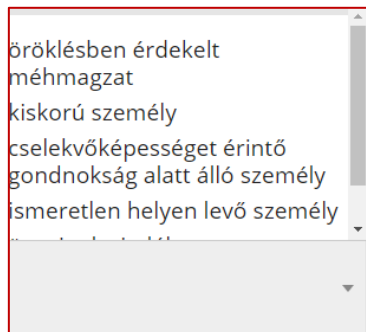 öröklésben érdekelt
méhmagzat
kiskorú személy
cselekvőképességet érintő
gondnokság alatt álló személy
ismeretlen helyen levő személy